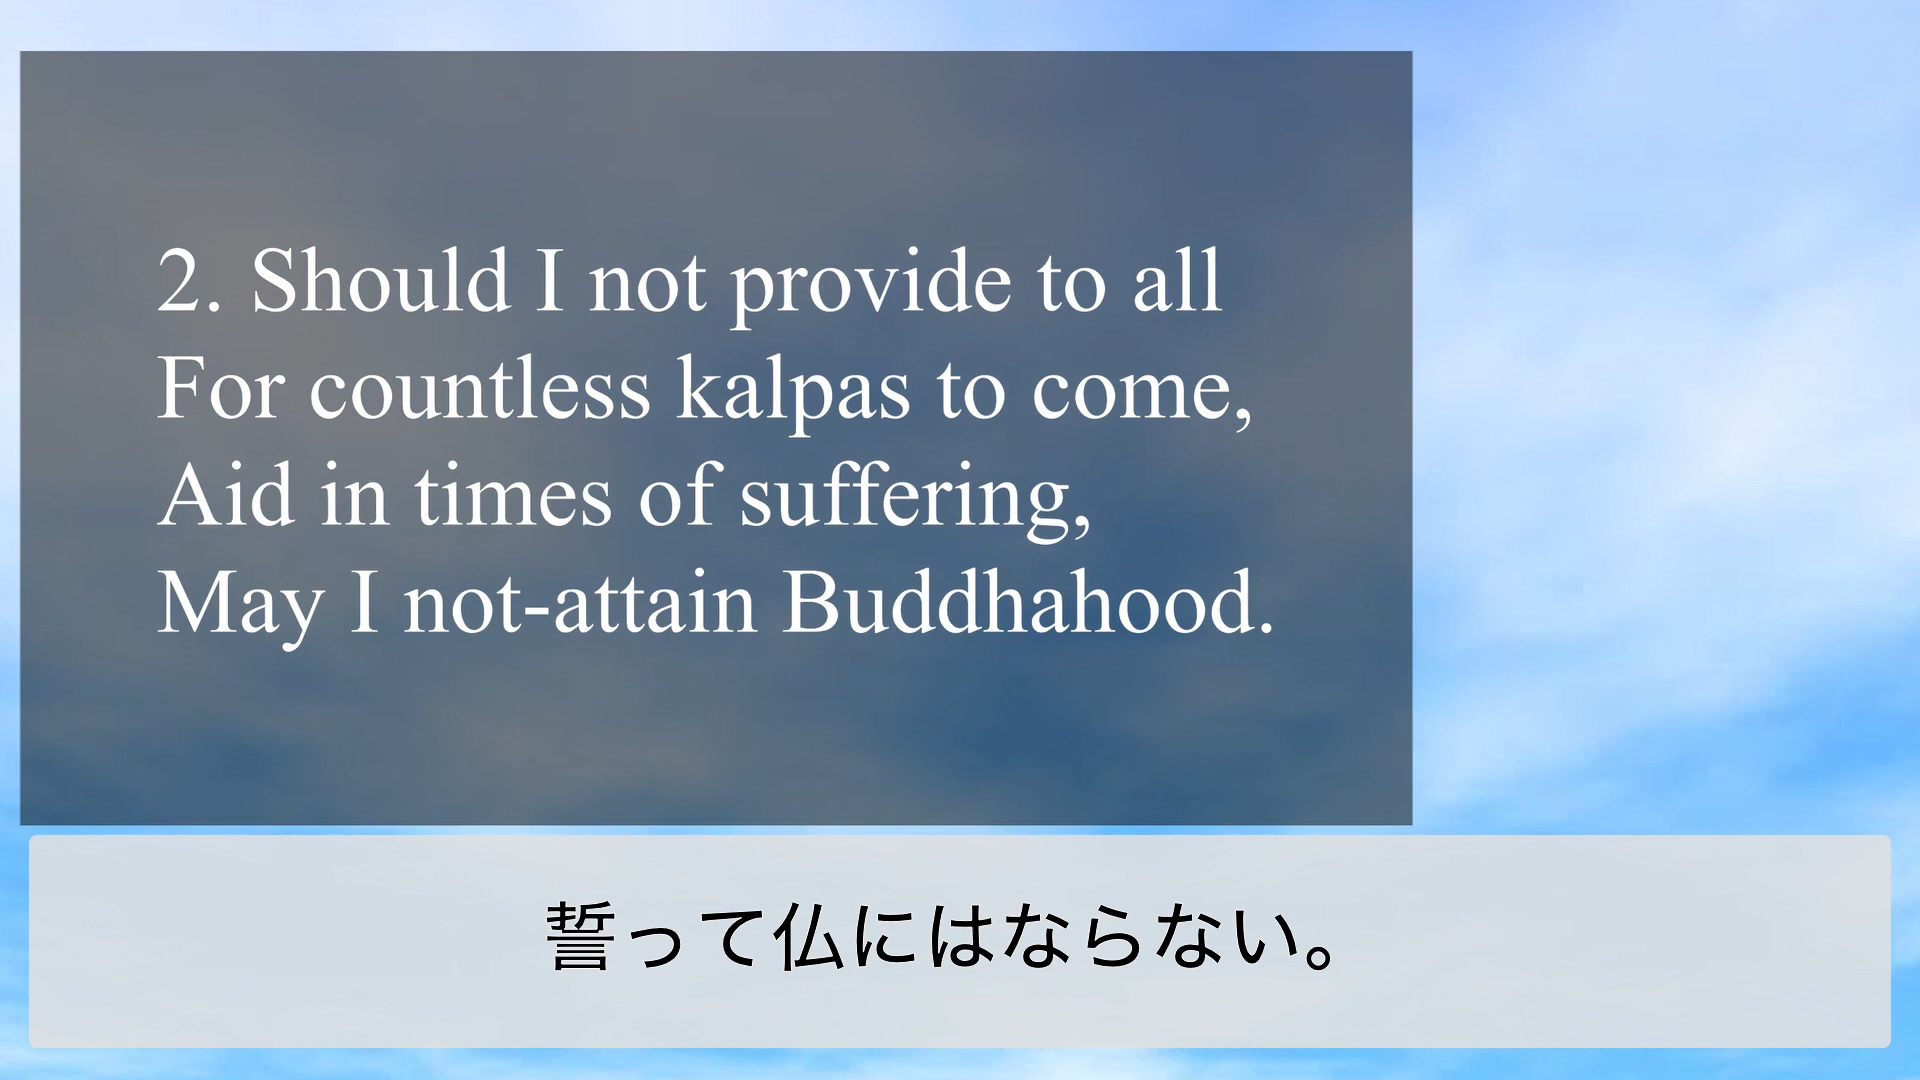 2. Should I not provide to all
For countless kalpas to come,
Aid in times of suffering,
May I not-attain Buddhahood.
誓って仏にはならない。